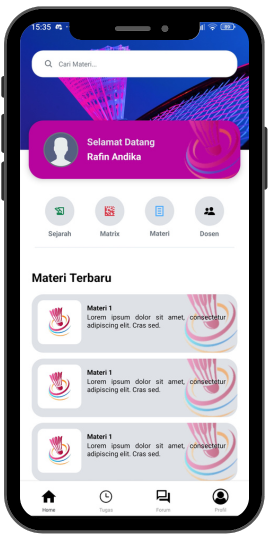 15:35
Cari Materi...
Selamat Datang
Rafin Andika
Sejarah Matrix Materi Dosen
Materi Terbaru
Materi 1
Lorem ipsum dolor sit amet, consectetur
adipiscing elit. Cras sed.
Materi 1
Lorem ipsum dolor sit amet, consectetur
adipiscing elit. Cras sed.
Materi 1
Lorem ipsum dolor sit amet, consectetur
adipiscing elit. Cras sed.
Home Tugas Forum Profil